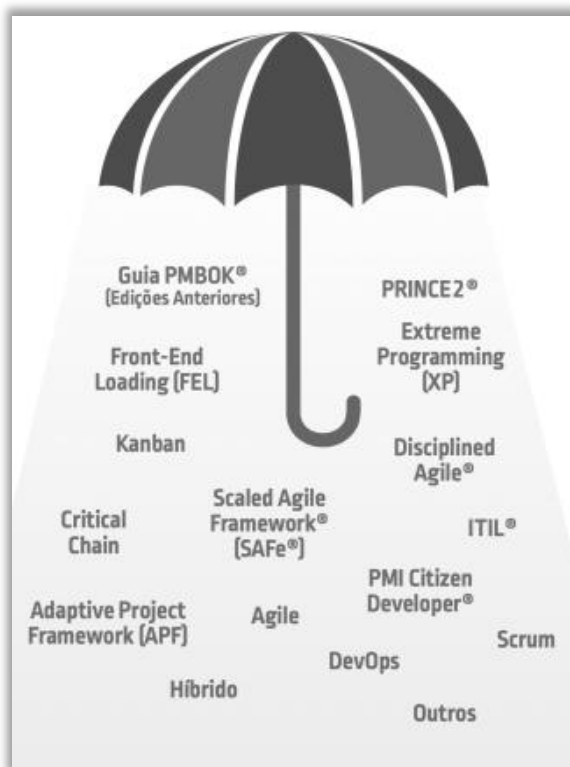 Guia PMBOK®
(Edições Anteriores)
PRINCE2®
Extreme
Programming
(XP)
Front-End
Loading (FEL)
Kanban
Disciplined
Agile®
Scaled Agile
Framework®
(SAFe®)
Critical
Chain
ITIL®
PMI Citizen
Developer®
Adaptive Project
Framework (APF)
Agile
Scrum
DevOps
Híbrido
Outros